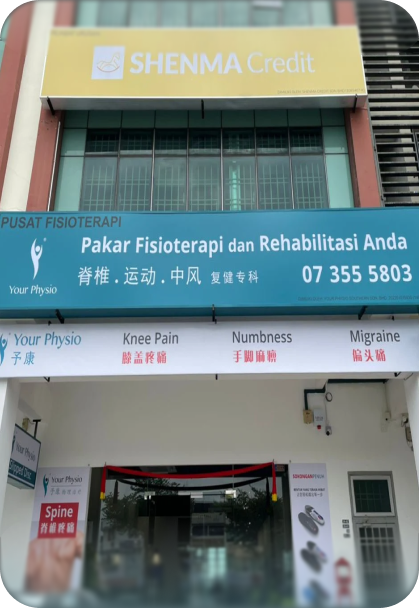 SHENMA Credit
PUSAT FISIOTERAPI
Pakar Fisioterapi dan Rehabilitasi Anda
脊椎 . 运动 . 中风 复健专科
07 355 5803
Your Physio
Your Physio
予康
Knee Pain
膝盖疼痛
Numbness
手脚麻痹
Migraine
偏头痛
Your Physio
Spine
脊椎疼痛